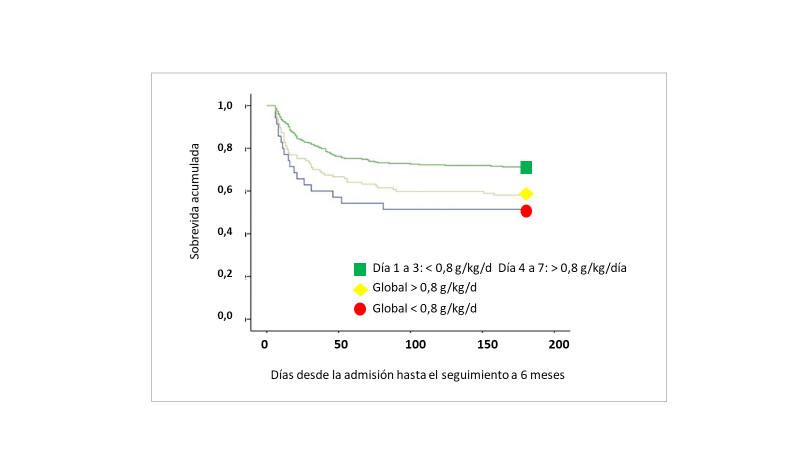 1,0
0,8
0,6
0,4
0,2
0,0
Sobrevida acumulada
Día 1 a 3: < 0,8 g/kg/d Día 4 a 7: > 0,8 g/kg/día
Global > 0,8 g/kg/d
Global < 0,8 g/kg/d
0 50 100 150 200
Días desde la admisión hasta el seguimiento a 6 meses